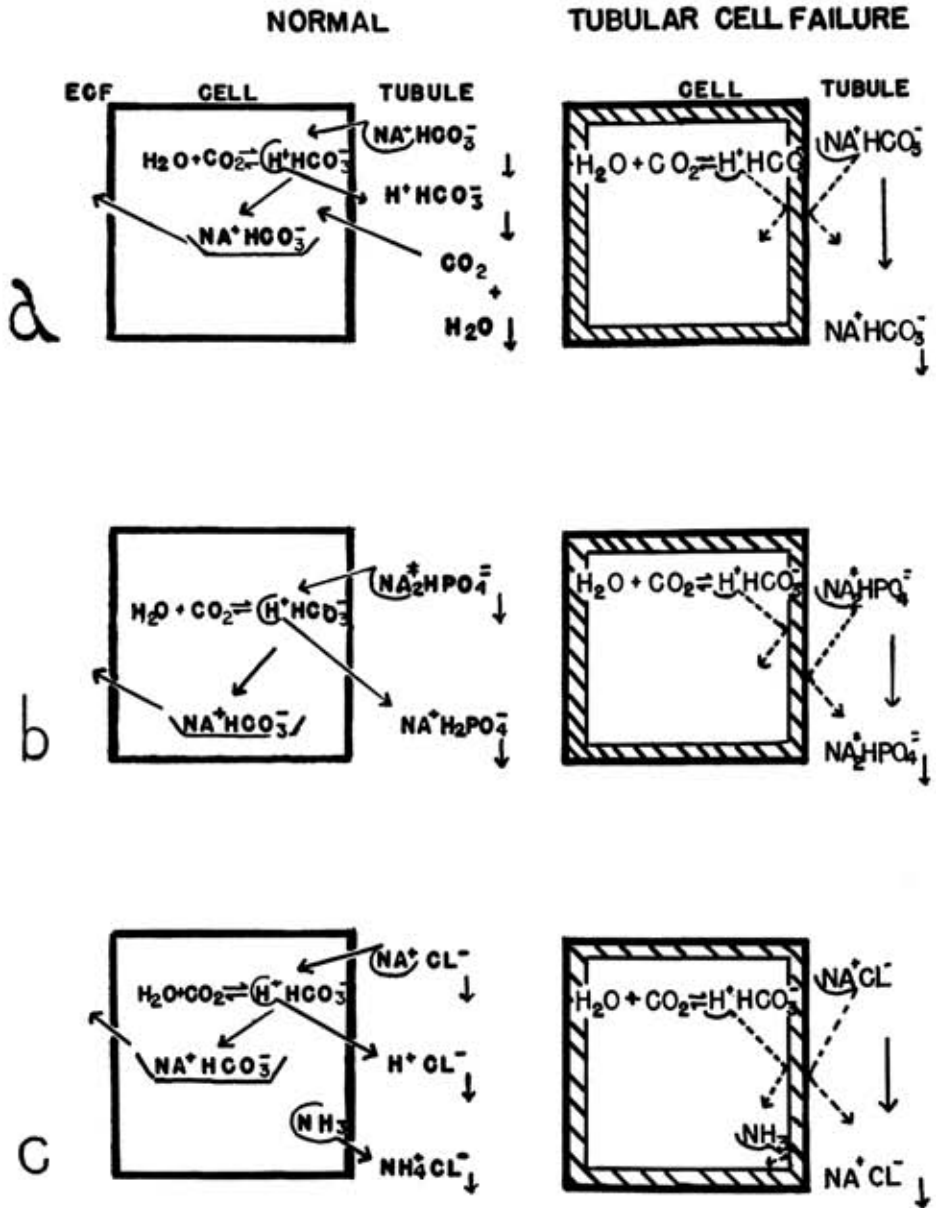 NORMAL
TUBULAR CELL FAILURE
ECF CELL TUBULE
CELL TUBULE
a
NA⁺HCO₃⁻
H₂O + CO₂ ⇌ H⁺HCO₃⁻
H⁺HCO₃⁻
NA⁺HCO₃⁻
CO₂
+
H₂O
NA⁺HCO₃⁻
H₂O + CO₂ ⇌ H⁺HCO
NA⁺HCO₃⁻
b
NA₂⁺HPO₄⁼
H₂O + CO₂ ⇌ H⁺HCO₃⁻
NA⁺HCO₃⁻
NA⁺H₂PO₄⁻
H₂O + CO₂ ⇌ H⁺HCO₃⁻
NA₂⁺HPO₄⁼
NA₂⁺HPO₄⁼
c
NA⁺CL⁻
H₂O+CO₂ ⇌ H⁺HCO₃⁻
NA⁺HCO₃⁻
H⁺CL⁻
NH₃
NH₄⁺CL⁻
NA⁺CL⁻
H₂O + CO₂ ⇌ H⁺HCO₃⁻
NH₃
NA⁺CL⁻